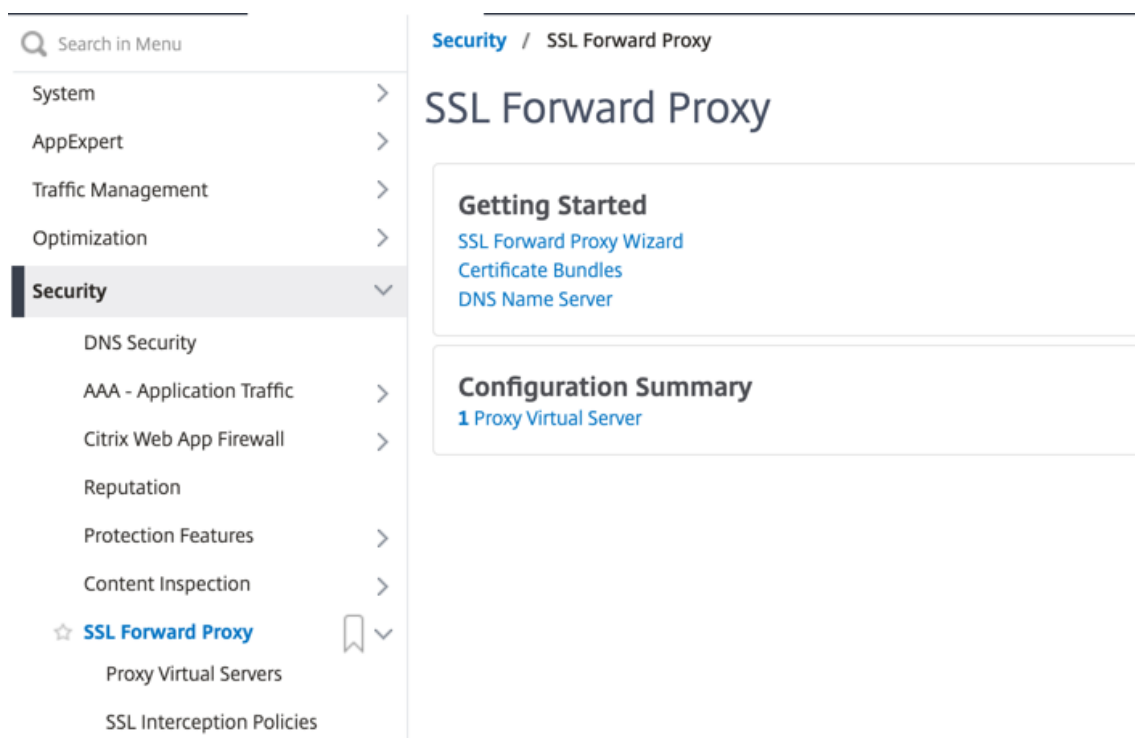 Search in Menu
System
AppExpert
Traffic Management
Optimization
Security
DNS Security
AAA - Application Traffic
Citrix Web App Firewall
Reputation
Protection Features
Content Inspection
SSL Forward Proxy
Proxy Virtual Servers
SSL Interception Policies
Security / SSL Forward Proxy
SSL Forward Proxy
Getting Started
SSL Forward Proxy Wizard
Certificate Bundles
DNS Name Server
Configuration Summary
1 Proxy Virtual Server